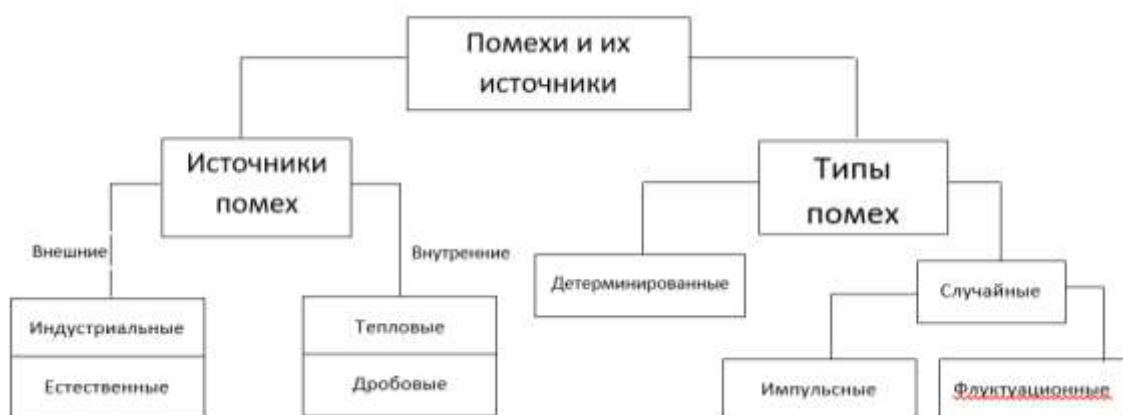 Помехи и их
источники
Источники
помех
Типы
помех
Внешние
Внутренние
Детерминированные
Случайные
Индустриальные
Естественные
Тепловые
Дробовые
Импульсные
Флуктуационные